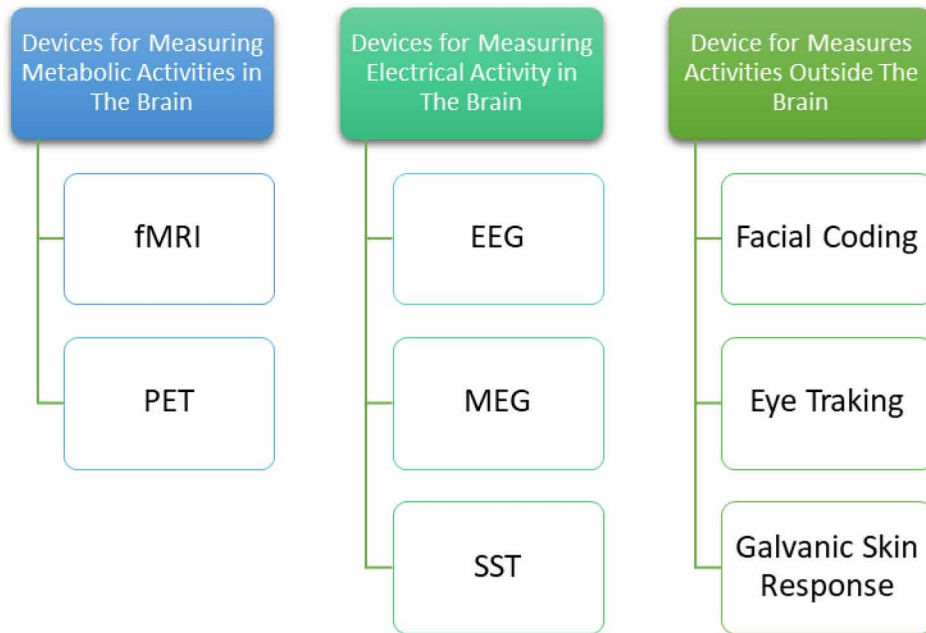 Devices for Measuring
Metabolic Activities in
The Brain
fMRI
PET
Devices for Measuring
Electrical Activity in
The Brain
EEG
MEG
SST
Device for Measures
Activities Outside The
Brain
Facial Coding
Eye Traking
Galvanic Skin
Response